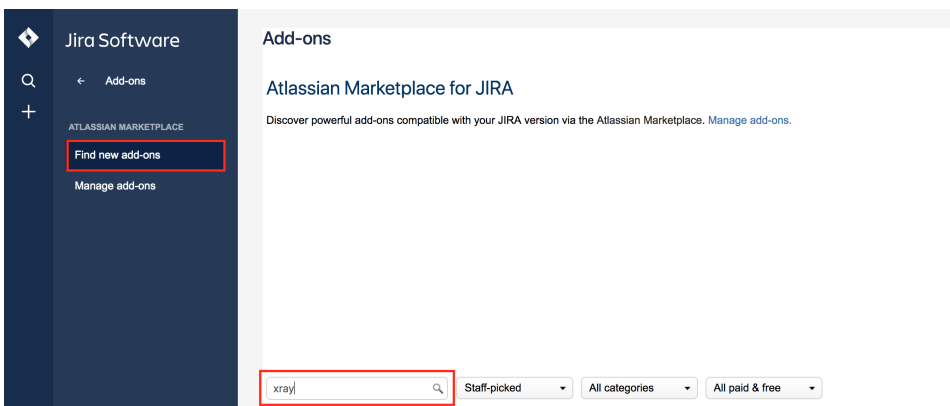 Jira Software
Add-ons
ATLASSIAN MARKETPLACE
Find new add-ons
Manage add-ons
Add-ons
Atlassian Marketplace for JIRA
Discover powerful add-ons compatible with your JIRA version via the Atlassian Marketplace. Manage add-ons.
xray
Staff-picked
All categories
All paid & free